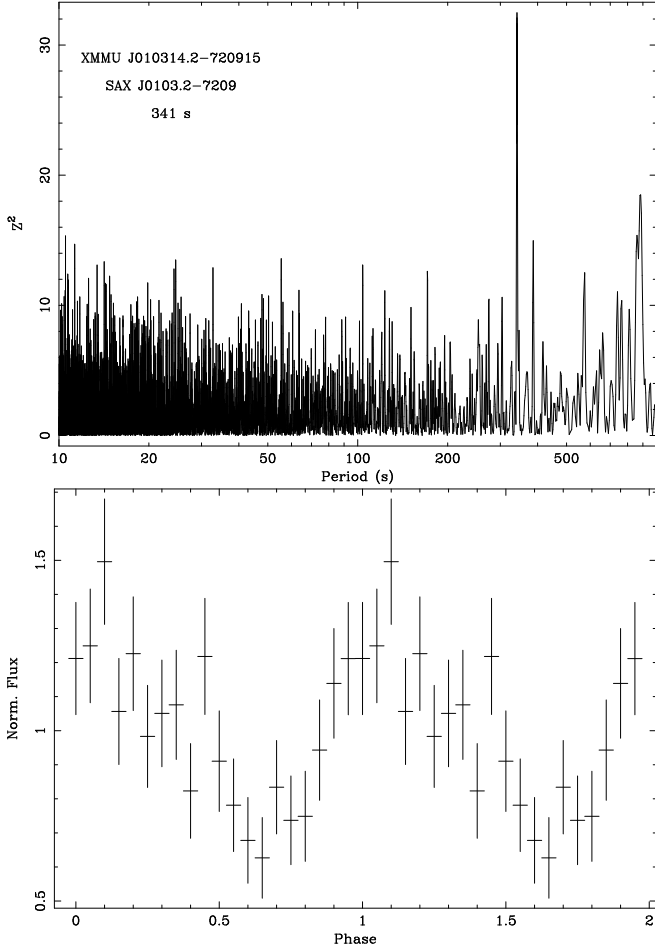 30
20
10
0
Z²
XMMU J010314.2−720915
SAX J0103.2−7209
341 s
10 20 50 100 200 500
Period (s)
1.5
1
0.5
Norm. Flux
0 0.5 1 1.5 2
Phase